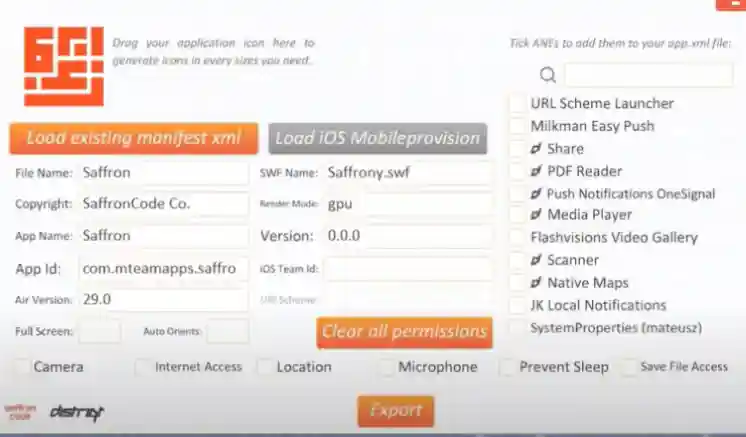 Drag your application icon here to
generate icons in every sizes you need.
Tick ANEs to add them to your app.xml file:
Load existing manifest xml
Load iOS Mobileprovision
File Name: Saffron
SWF Name: Saffrony.swf
Copyright: SaffronCode Co.
Render Mode: gpu
App Name: Saffron
Version: 0.0.0
App Id: com.mteamapps.saffro
iOS Team Id:
Air Version: 29.0
URI Scheme:
Full Screen:
Auto Orients:
Clear all permissions
URL Scheme Launcher
Milkman Easy Push
Share
PDF Reader
Push Notifications OneSignal
Media Player
Flashvisions Video Gallery
Scanner
Native Maps
JK Local Notifications
SystemProperties (mateusz)
Camera
Internet Access
Location
Microphone
Prevent Sleep
Save File Access
saffron
code
distriqt
Export